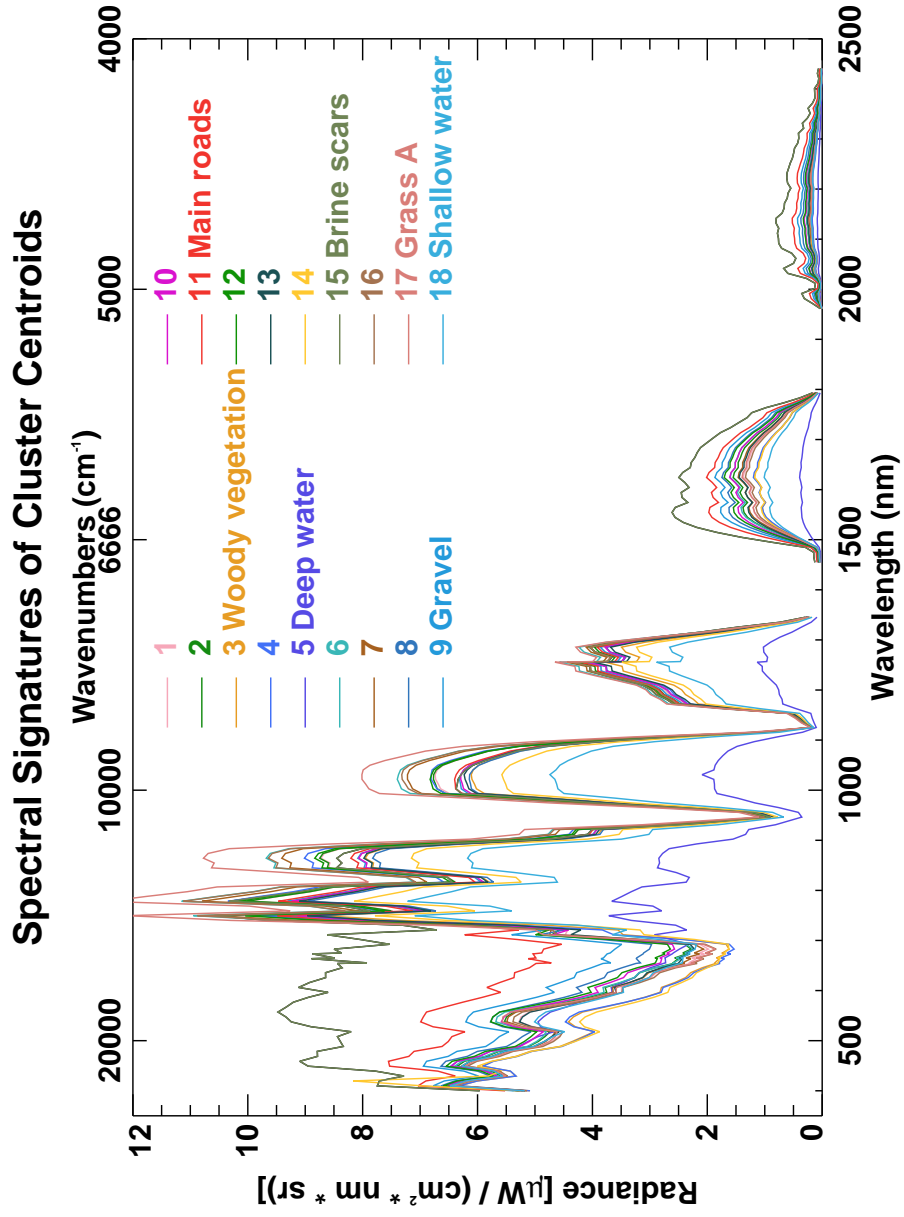 Spectral Signatures of Cluster Centroids
Wavenumbers (cm⁻¹)
20000 10000 6666 5000 4000
12
10
8
6
4
2
0
Radiance [ μW / (cm² * nm * sr)]
1
2
3 Woody vegetation
4
5 Deep water
6
7
8
9 Gravel
10
11 Main roads
12
13
14
15 Brine scars
16
17 Grass A
18 Shallow water
500 1000 1500 2000 2500
Wavelength (nm)